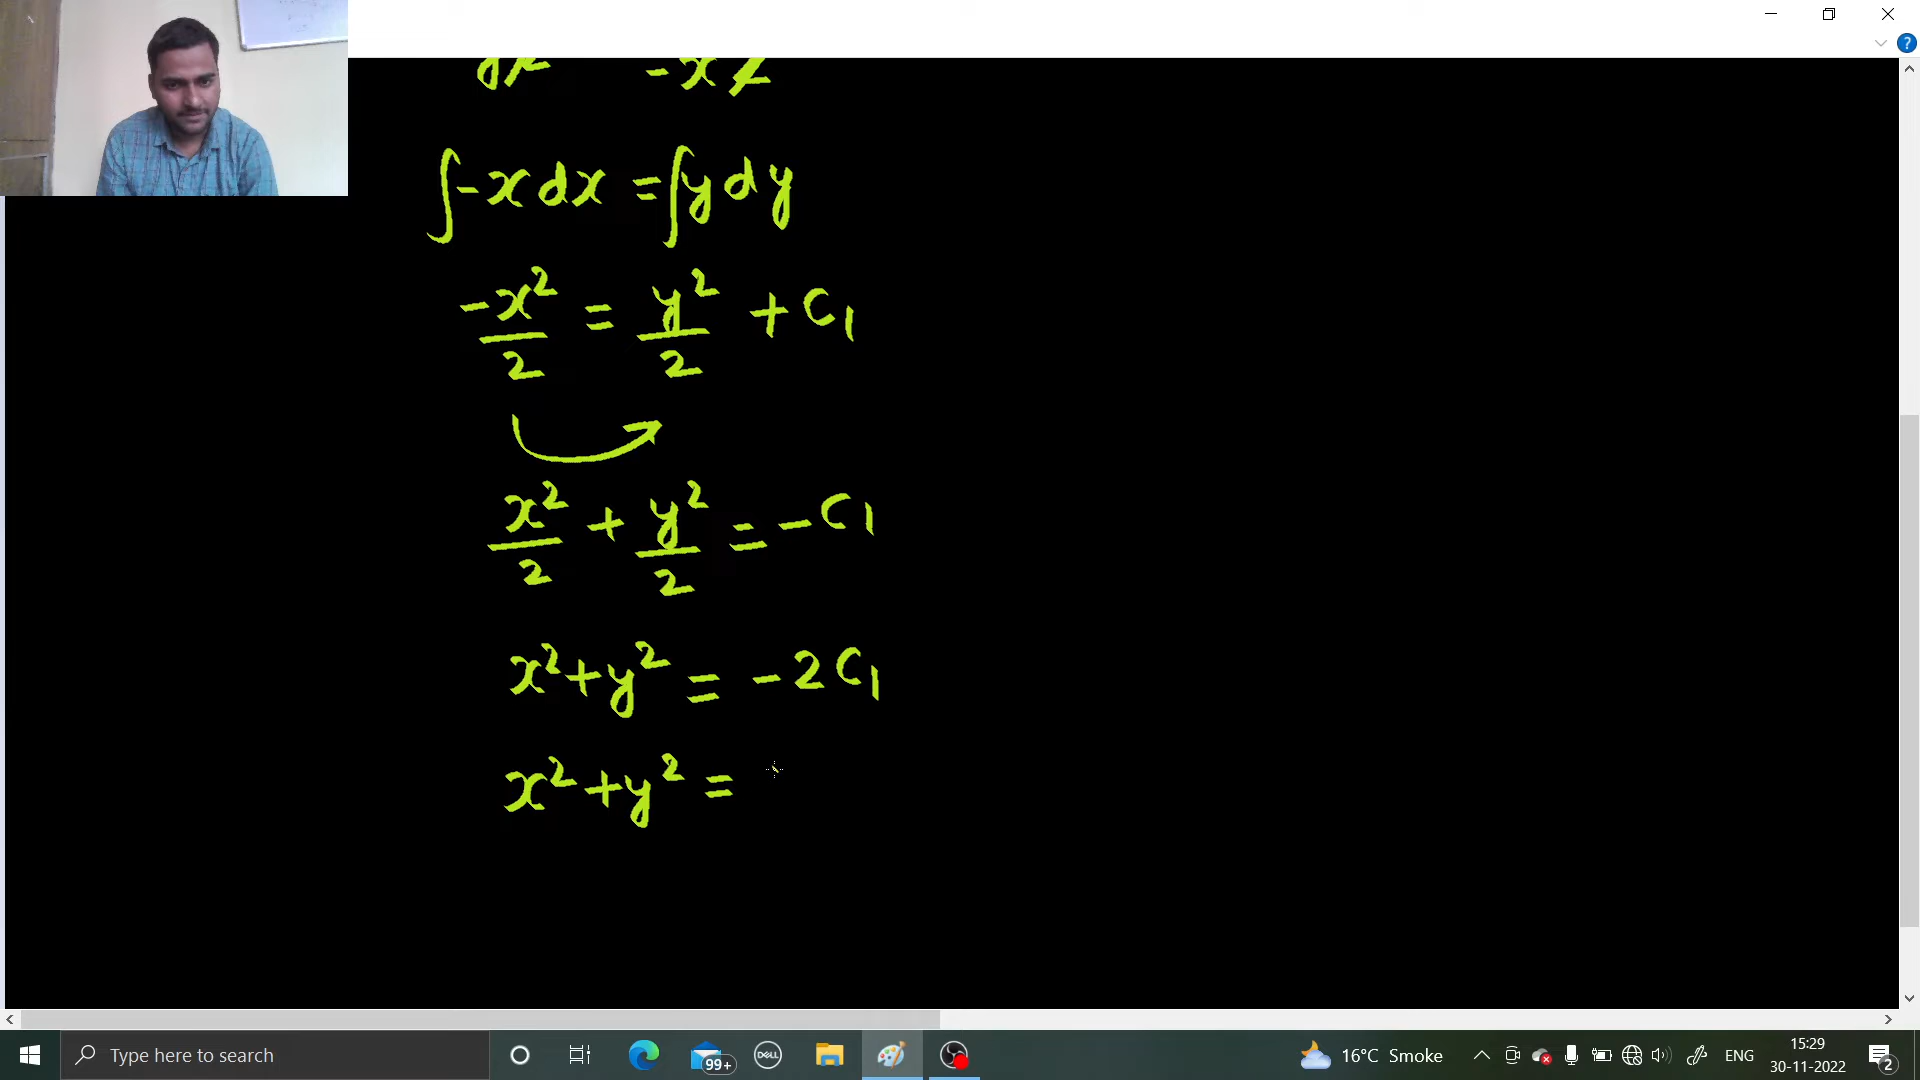 ∫-x dx = ∫y dy
-x²/2 = y²/2 + C₁
x²/2 + y²/2 = -C₁
x² + y² = -2C₁
x² + y² =
Type here to search
99+
DELL
16°C Smoke
ENG
15:29
30-11-2022
2